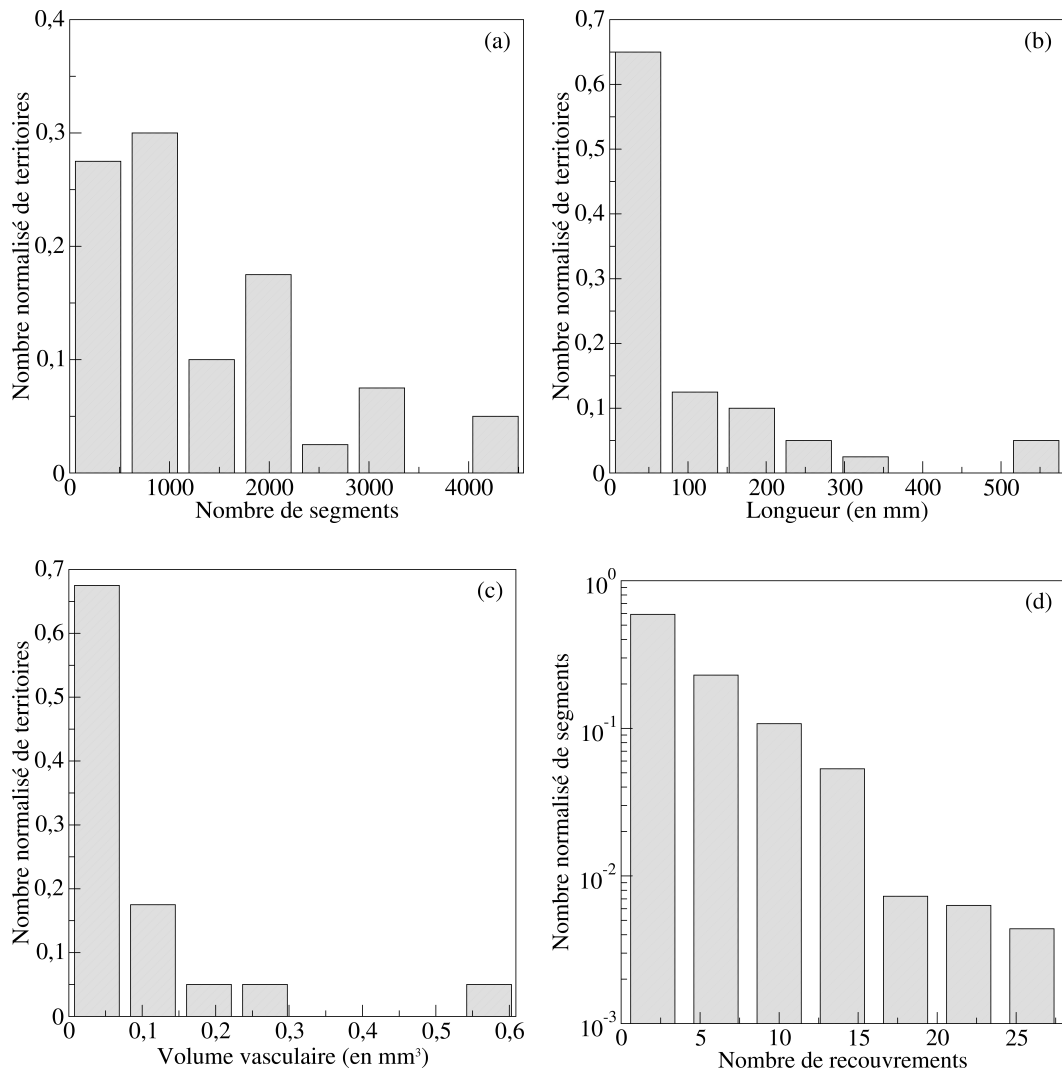 (a)
Nombre normalisé de territoires
0,4
0,3
0,2
0,1
0
0 1000 2000 3000 4000
Nombre de segments
(b)
Nombre normalisé de territoires
0,7
0,6
0,5
0,4
0,3
0,2
0,1
0
0 100 200 300 400 500
Longueur (en mm)
(c)
Nombre normalisé de territoires
0,7
0,6
0,5
0,4
0,3
0,2
0,1
0
0 0,1 0,2 0,3 0,4 0,5 0,6
Volume vasculaire (en mm³)
(d)
Nombre normalisé de segments
10⁰
10⁻¹
10⁻²
10⁻³
0 5 10 15 20 25
Nombre de recouvrements